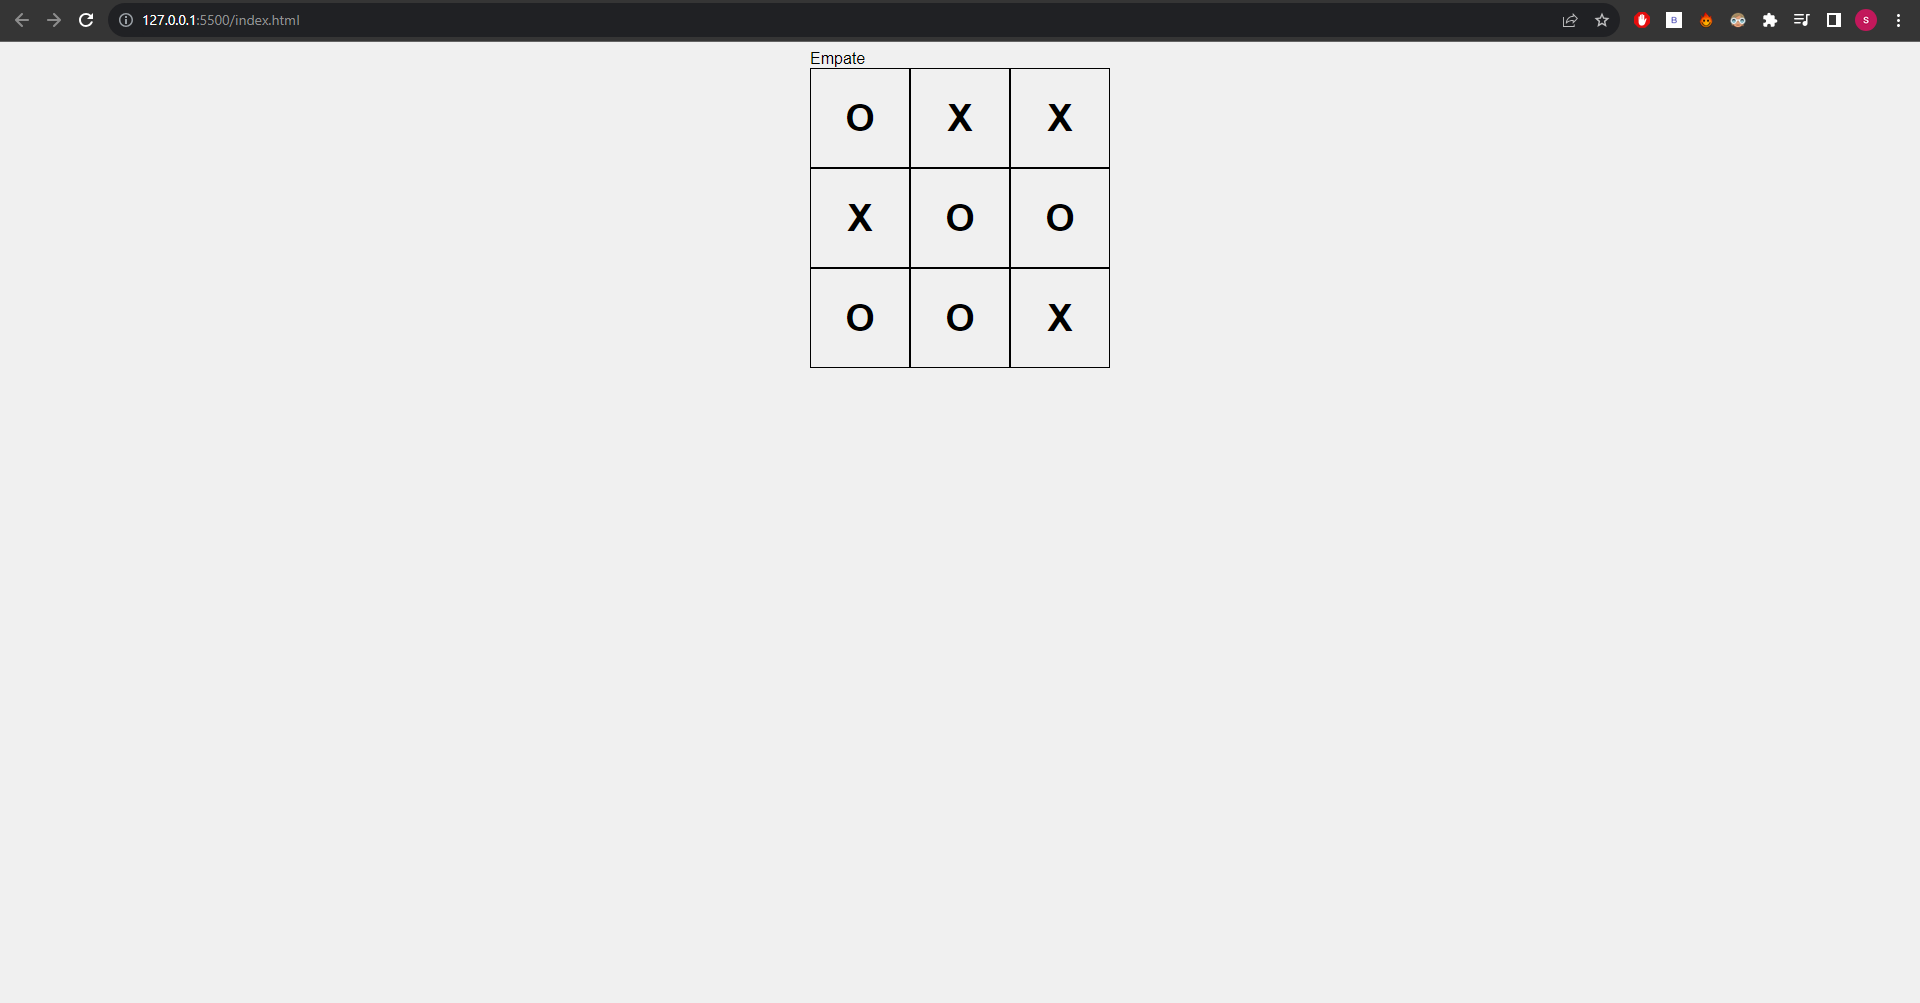 127.0.0.1:5500/index.html
B
S
Empate
O X X
X O O
O O X